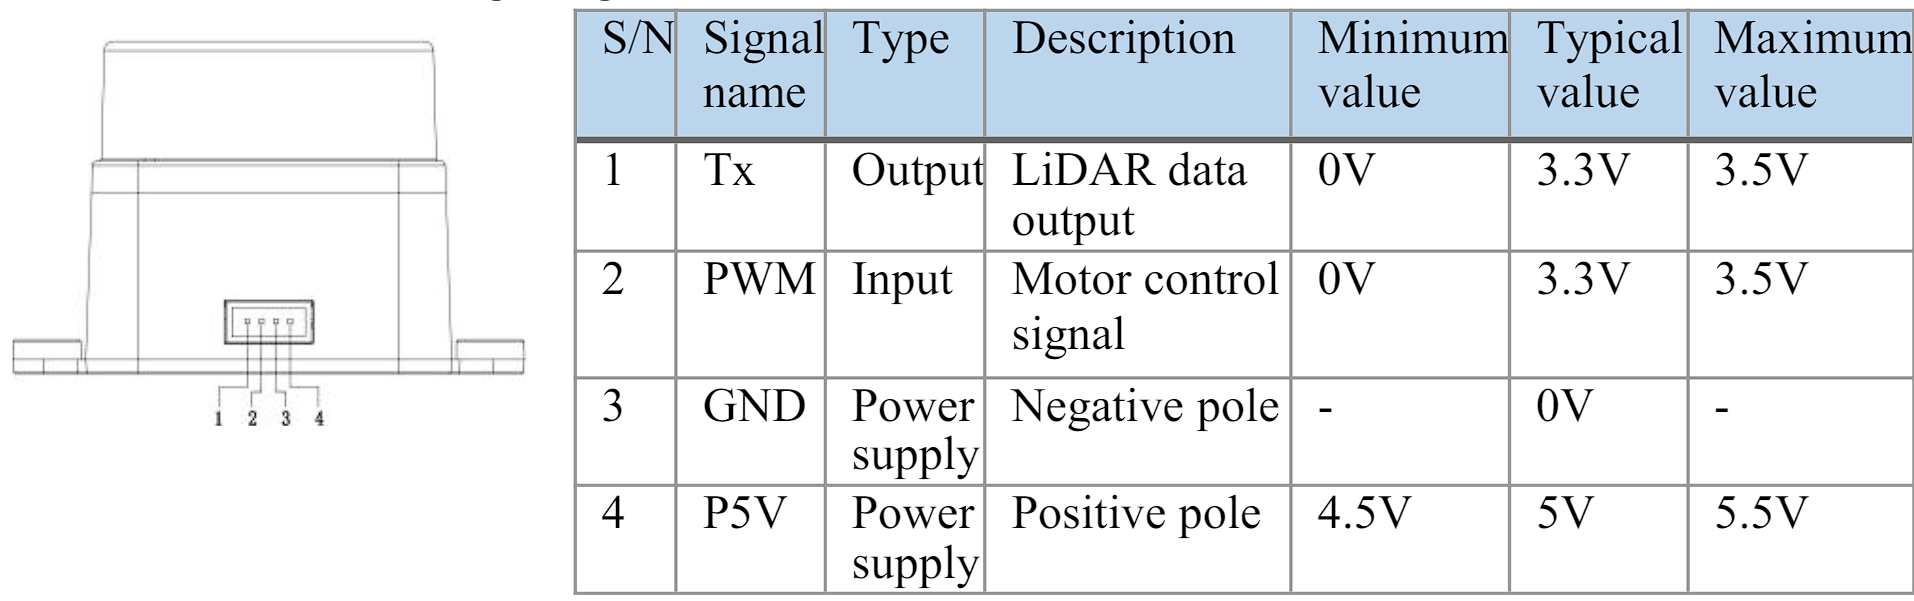 1 2 3 4
S/N Signal name Type Description Minimum value Typical value Maximum value
1 Tx Output LiDAR data output 0V 3.3V 3.5V
2 PWM Input Motor control signal 0V 3.3V 3.5V
3 GND Power supply Negative pole - 0V -
4 P5V Power supply Positive pole 4.5V 5V 5.5V